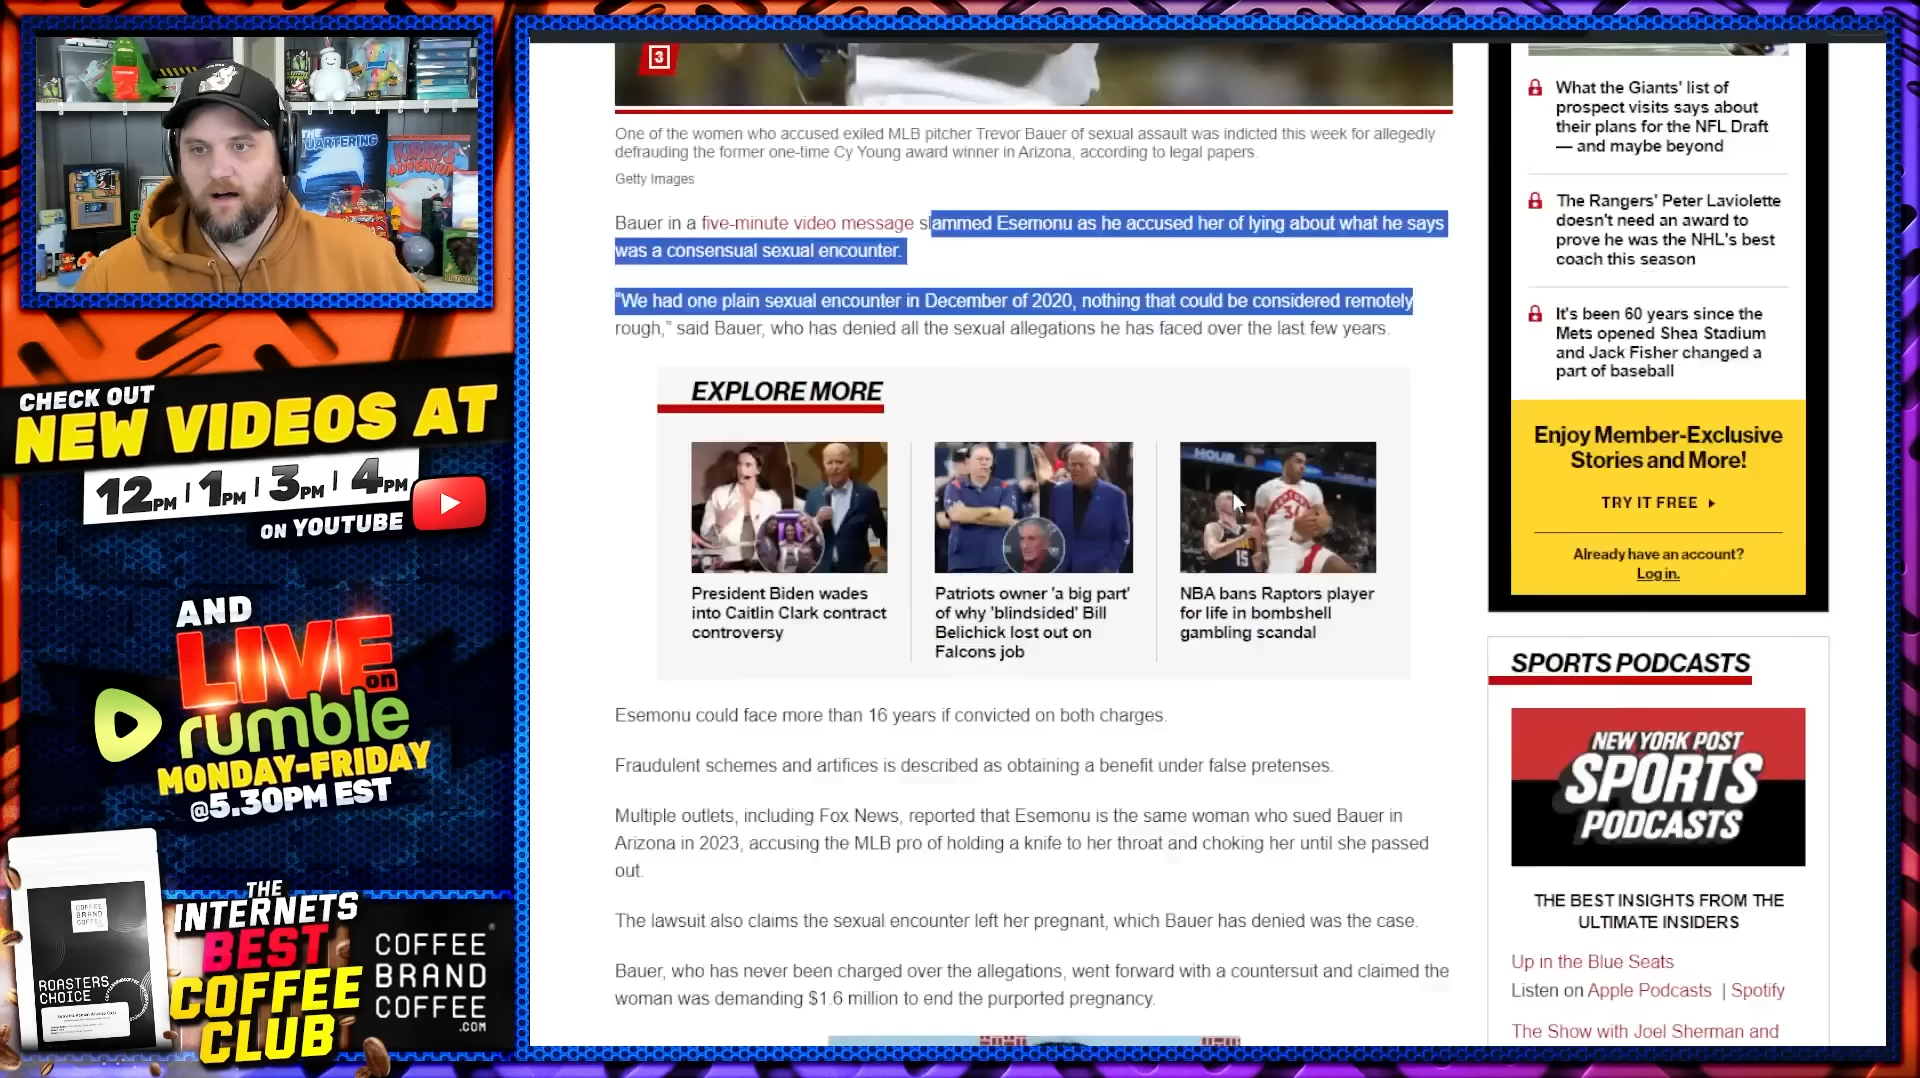 THE
QUARTERING
KIRBY'S
ADVENTURE
CHECK OUT
NEW VIDEOS AT
12PM | 1PM | 3PM | 4PM
ON YOUTUBE
AND
LIVE
on
rumble
MONDAY-FRIDAY
@5.30PM EST
COFFEE
BRAND
COFFEE
ROASTERS
CHOICE
THE
INTERNETS
BEST
COFFEE
CLUB
COFFEE
BRAND
COFFEE
.COM
3
One of the women who accused exiled MLB pitcher Trevor Bauer of sexual assault was indicted this week for allegedly
defrauding the former one-time Cy Young award winner in Arizona, according to legal papers.
Getty Images
Bauer in a five-minute video message slammed Esemonu as he accused her of lying about what he says
was a consensual sexual encounter.
“We had one plain sexual encounter in December of 2020, nothing that could be considered remotely
rough,” said Bauer, who has denied all the sexual allegations he has faced over the last few years.
EXPLORE MORE
HOUR
15
President Biden wades
into Caitlin Clark contract
controversy
Patriots owner 'a big part'
of why 'blindsided' Bill
Belichick lost out on
Falcons job
NBA bans Raptors player
for life in bombshell
gambling scandal
Esemonu could face more than 16 years if convicted on both charges.
Fraudulent schemes and artifices is described as obtaining a benefit under false pretenses.
Multiple outlets, including Fox News, reported that Esemonu is the same woman who sued Bauer in
Arizona in 2023, accusing the MLB pro of holding a knife to her throat and choking her until she passed
out.
The lawsuit also claims the sexual encounter left her pregnant, which Bauer has denied was the case.
Bauer, who has never been charged over the allegations, went forward with a countersuit and claimed the
woman was demanding $1.6 million to end the purported pregnancy.
What the Giants' list of
prospect visits says about
their plans for the NFL Draft
— and maybe beyond
The Rangers' Peter Laviolette
doesn't need an award to
prove he was the NHL's best
coach this season
It's been 60 years since the
Mets opened Shea Stadium
and Jack Fisher changed a
part of baseball
Enjoy Member-Exclusive
Stories and More!
TRY IT FREE
Already have an account?
Log in.
SPORTS PODCASTS
NEW YORK POST
SPORTS
PODCASTS
THE BEST INSIGHTS FROM THE
ULTIMATE INSIDERS
Up in the Blue Seats
Listen on Apple Podcasts | Spotify
The Show with Joel Sherman and